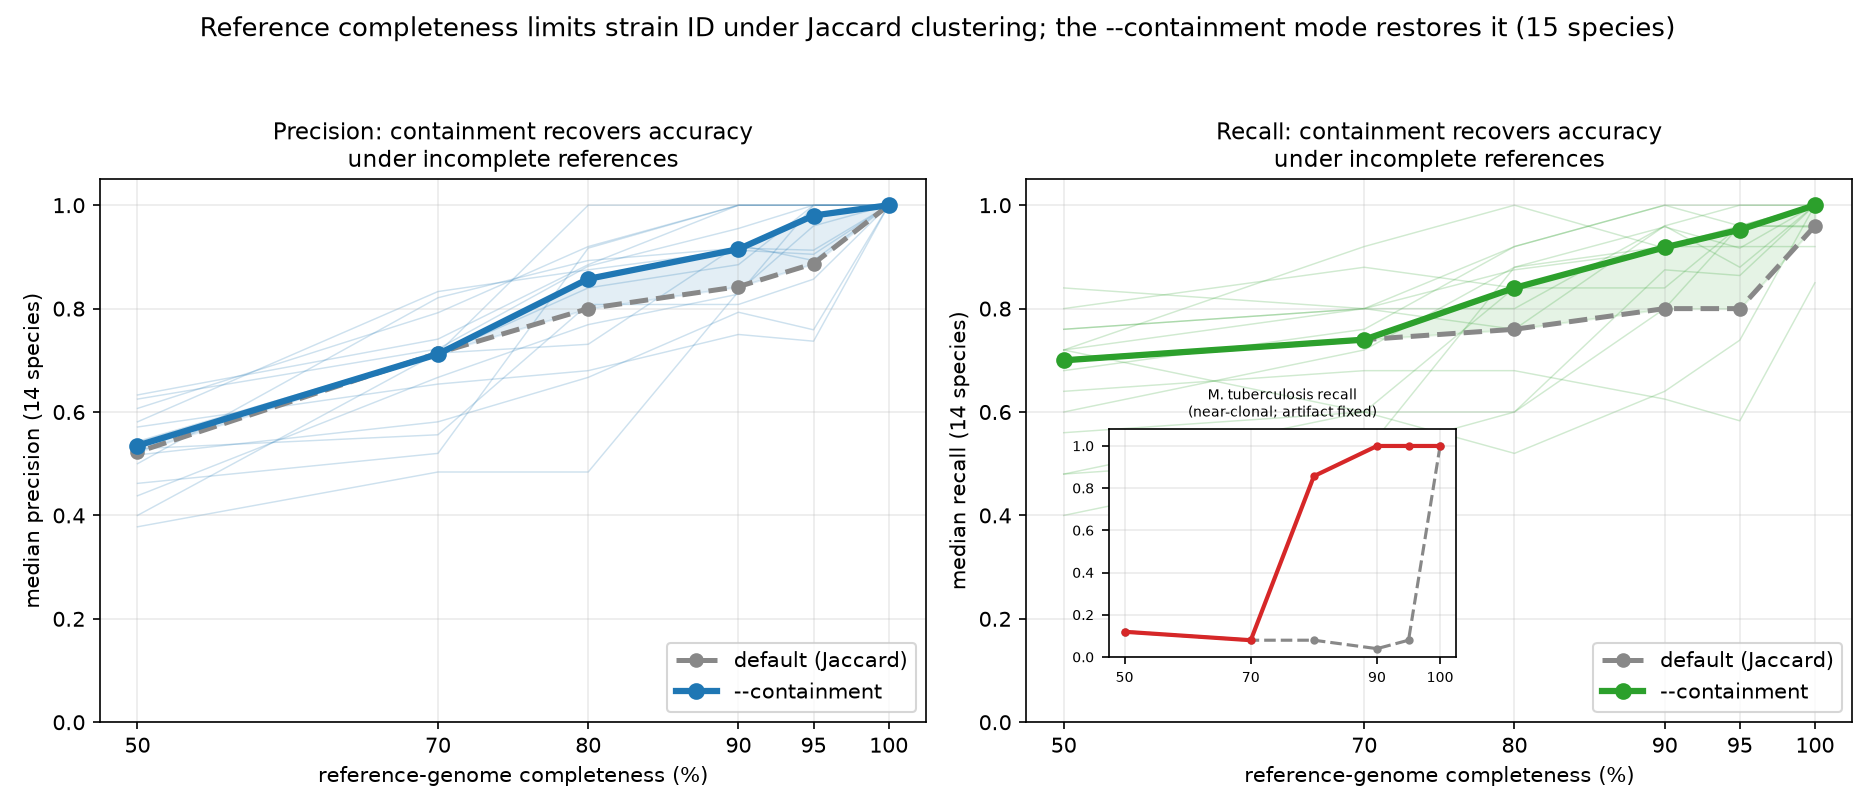 Reference completeness limits strain ID under Jaccard clustering; the --containment mode restores it (15 species)
Precision: containment recovers accuracy
under incomplete references
median precision (14 species)
1.0
0.8
0.6
0.4
0.2
0.0
50
70
80
90
95
100
reference-genome completeness (%)
default (Jaccard)
--containment
Recall: containment recovers accuracy
under incomplete references
median recall (14 species)
1.0
0.8
0.6
0.4
0.2
0.0
M. tuberculosis recall
(near-clonal; artifact fixed)
1.0
0.8
0.6
0.4
0.2
0.0
50
70
90
100
default (Jaccard)
--containment
50
70
80
90
95
100
reference-genome completeness (%)